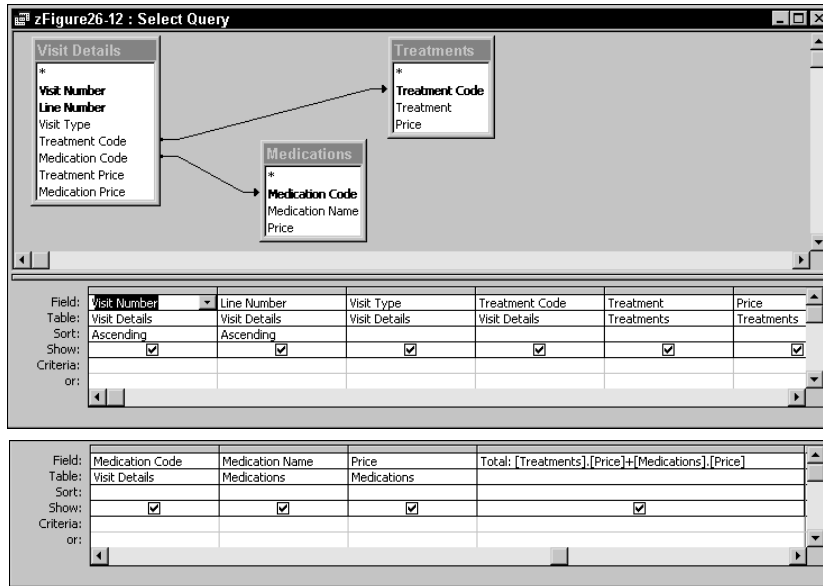 zFigure26-12 : Select Query
Visit Details
*
Visit Number
Line Number
Visit Type
Treatment Code
Medication Code
Treatment Price
Medication Price
Treatments
*
Treatment Code
Treatment
Price
Medications
*
Medication Code
Medication Name
Price
Field: Visit Number Line Number Visit Type Treatment Code Treatment Price
Table: Visit Details Visit Details Visit Details Visit Details Treatments Treatments
Sort: Ascending Ascending
Show:
Criteria:
or:
Field: Medication Code Medication Name Price Total: [Treatments].[Price]+[Medications].[Price]
Table: Visit Details Medications Medications
Sort:
Show:
Criteria:
or: